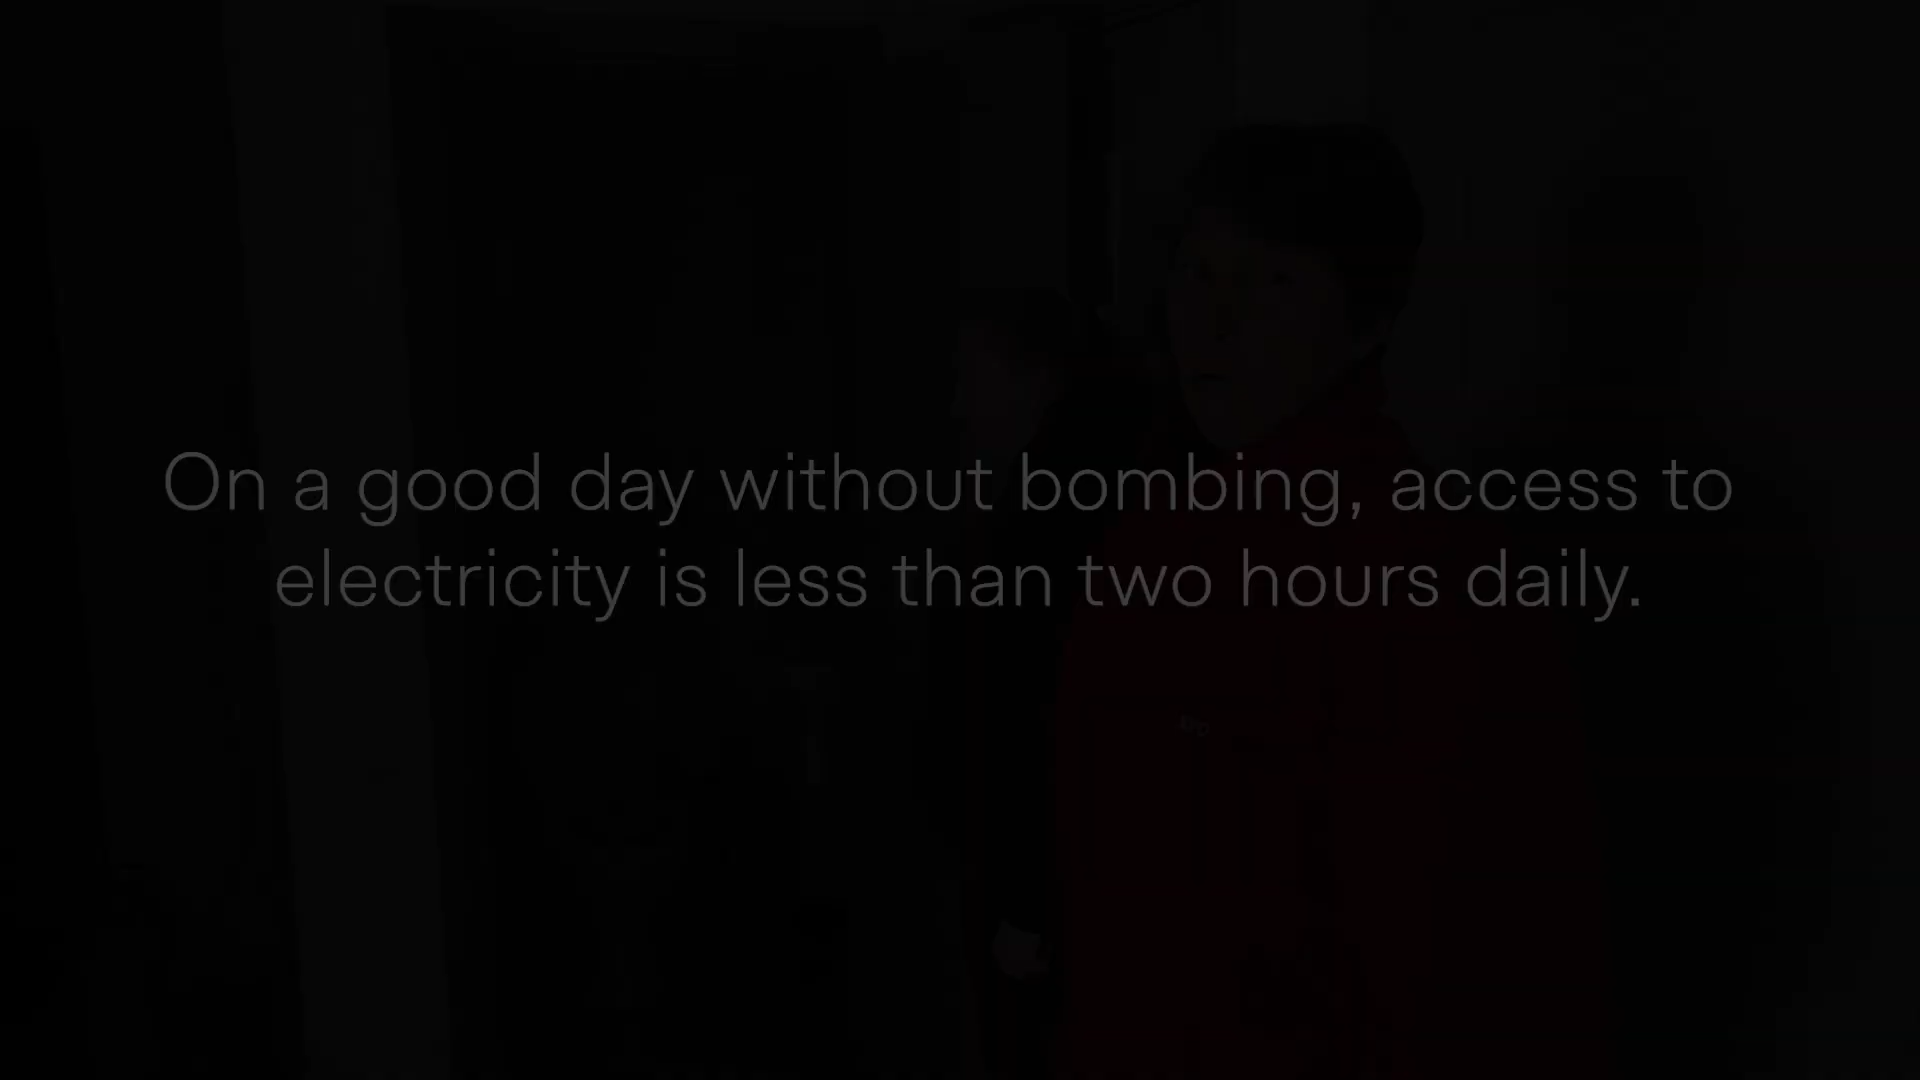 On a good day without bombing, access to
electricity is less than two hours daily.